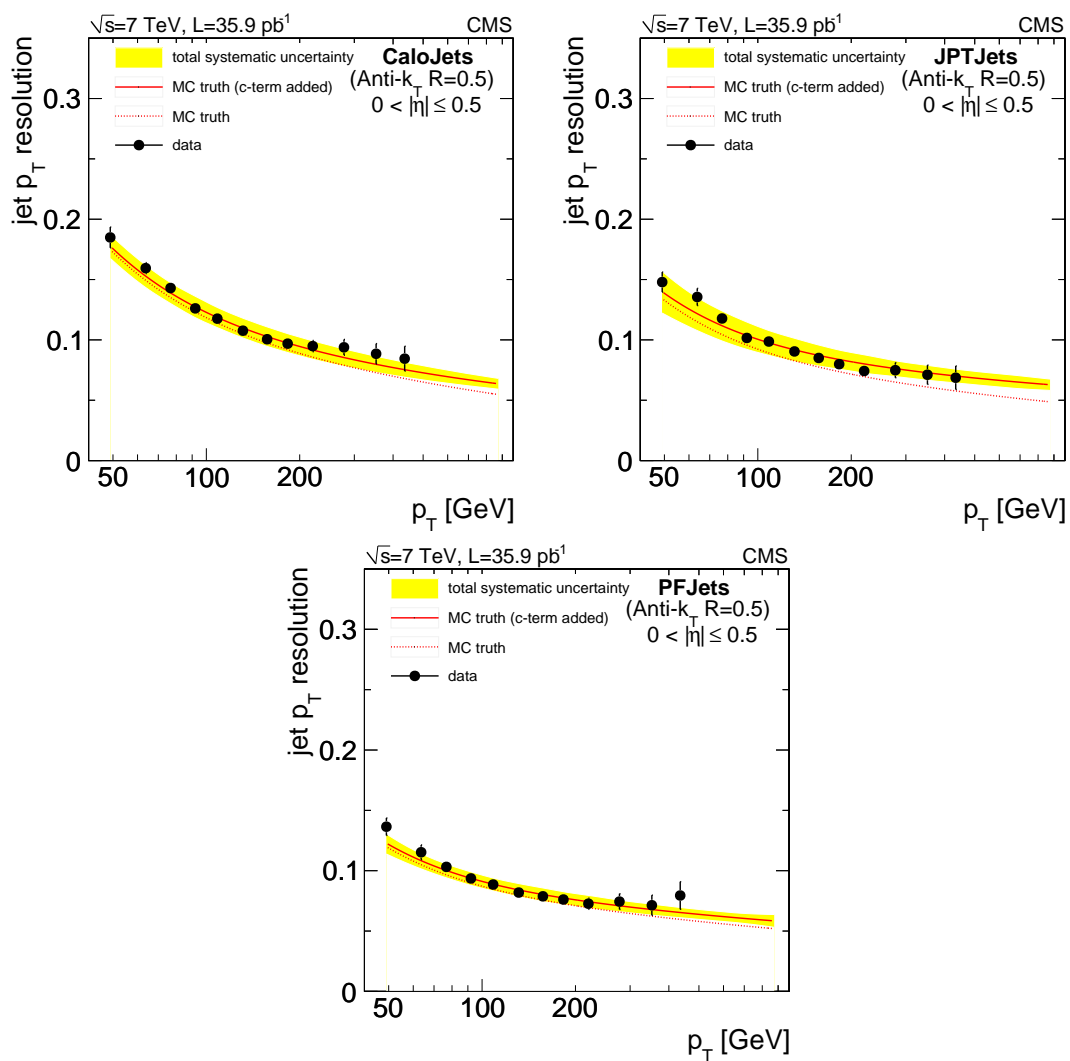 √s=7 TeV, L=35.9 pb⁻¹ CMS
total systematic uncertainty
MC truth (c-term added)
MC truth
data
CaloJets
(Anti-k_T R=0.5)
0 < |η| ≤ 0.5
jet p_T resolution
0.3
0.2
0.1
0
50 100 200
p_T [GeV]
√s=7 TeV, L=35.9 pb⁻¹ CMS
total systematic uncertainty
MC truth (c-term added)
MC truth
data
JPTJets
(Anti-k_T R=0.5)
0 < |η| ≤ 0.5
jet p_T resolution
0.3
0.2
0.1
0
50 100 200
p_T [GeV]
√s=7 TeV, L=35.9 pb⁻¹ CMS
total systematic uncertainty
MC truth (c-term added)
MC truth
data
PFJets
(Anti-k_T R=0.5)
0 < |η| ≤ 0.5
jet p_T resolution
0.3
0.2
0.1
0
50 100 200
p_T [GeV]